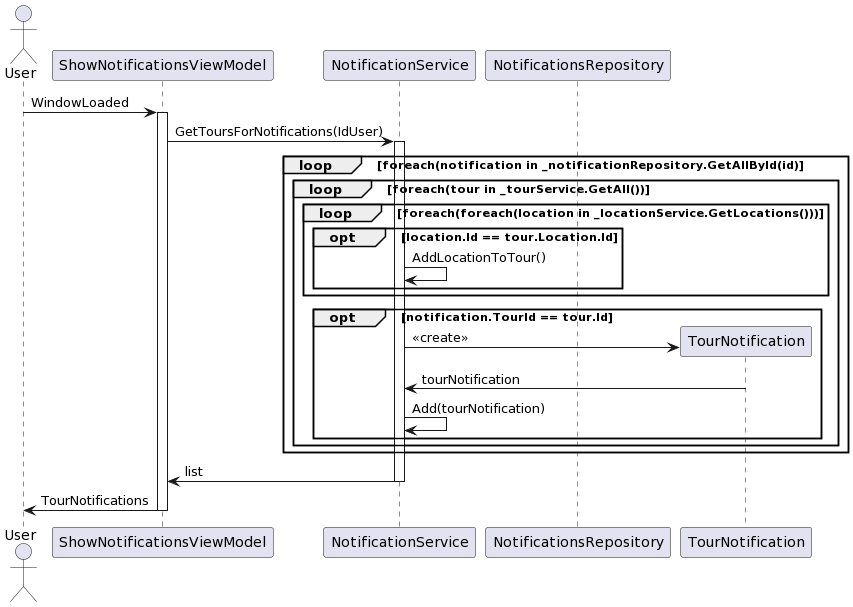 User
ShowNotificationsViewModel
NotificationService
NotificationsRepository
WindowLoaded
GetToursForNotifications(IdUser)
loop [foreach(notification in _notificationRepository.GetAllById(id)]
loop [foreach(tour in _tourService.GetAll())]
loop [foreach(foreach(location in _locationService.GetLocations()))]
opt [location.Id == tour.Location.Id]
AddLocationToTour()
opt [notification.TourId == tour.Id]
«create»
TourNotification
tourNotification
Add(tourNotification)
list
TourNotifications
User
ShowNotificationsViewModel
NotificationService
NotificationsRepository
TourNotification